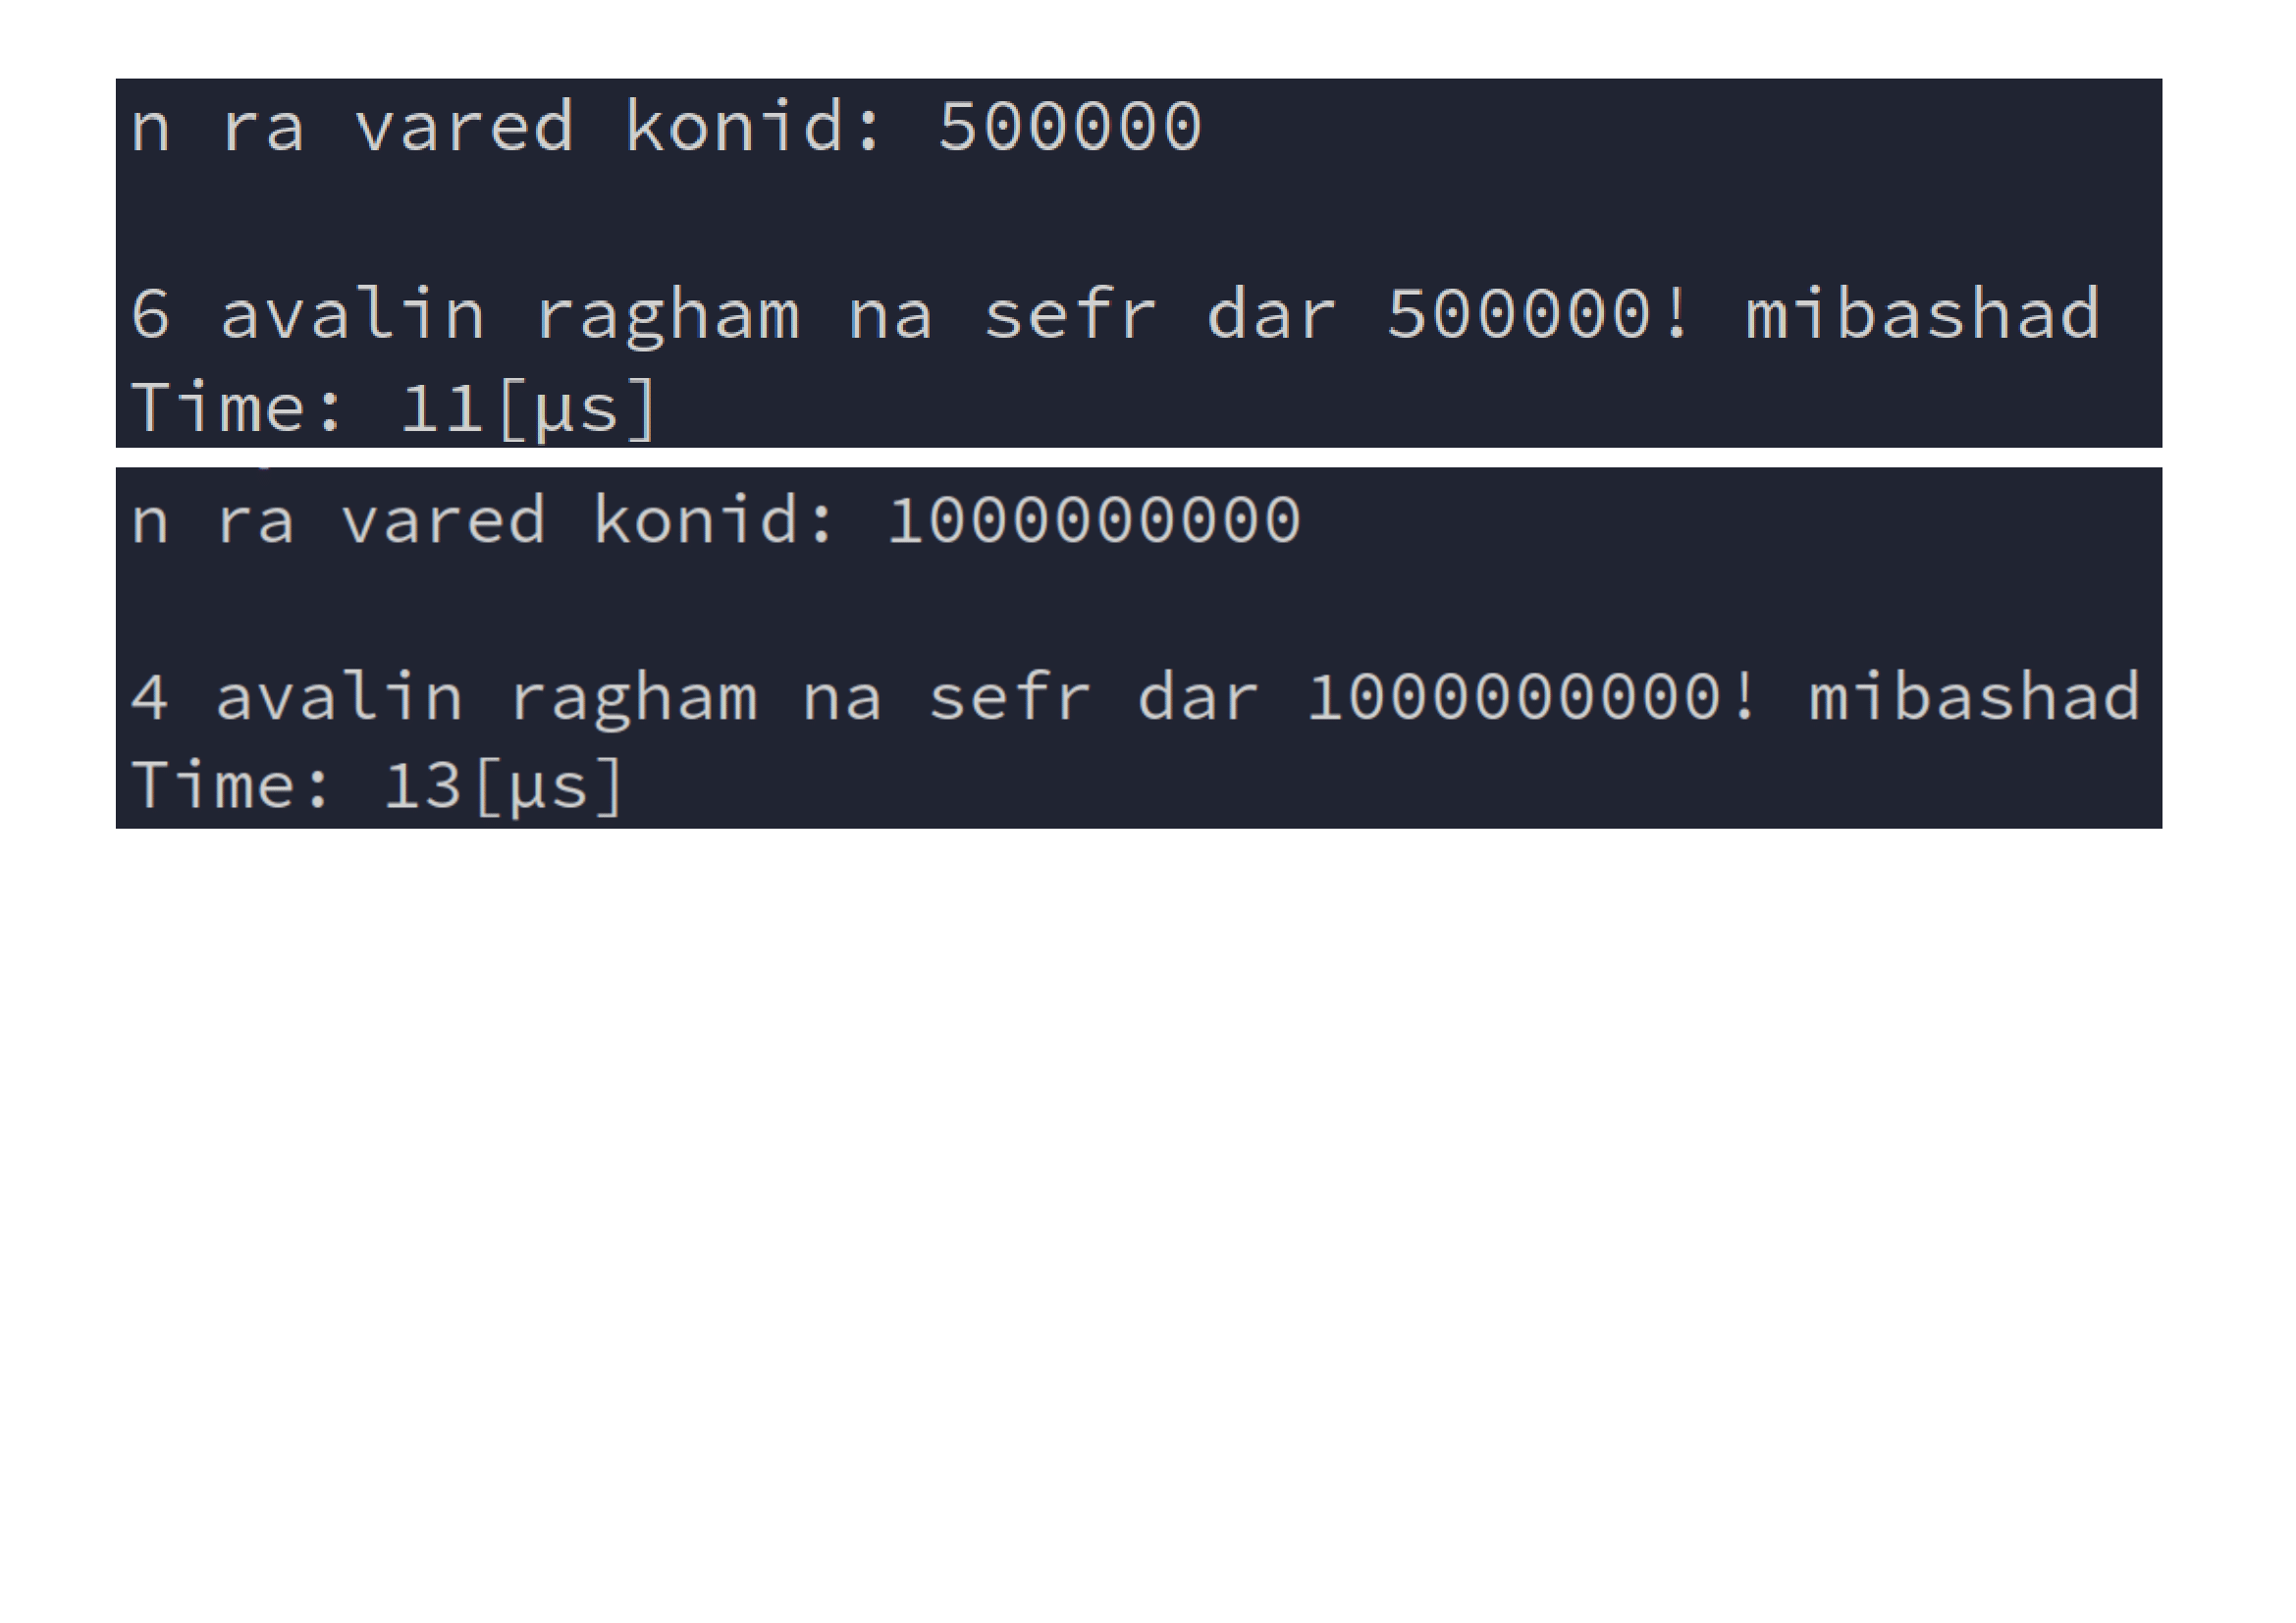 n ra vared konid: 500000
6 avalin ragham na sefr dar 500000! mibashad
Time: 11[µs]
n ra vared konid: 1000000000
4 avalin ragham na sefr dar 1000000000! mibashad
Time: 13[µs]